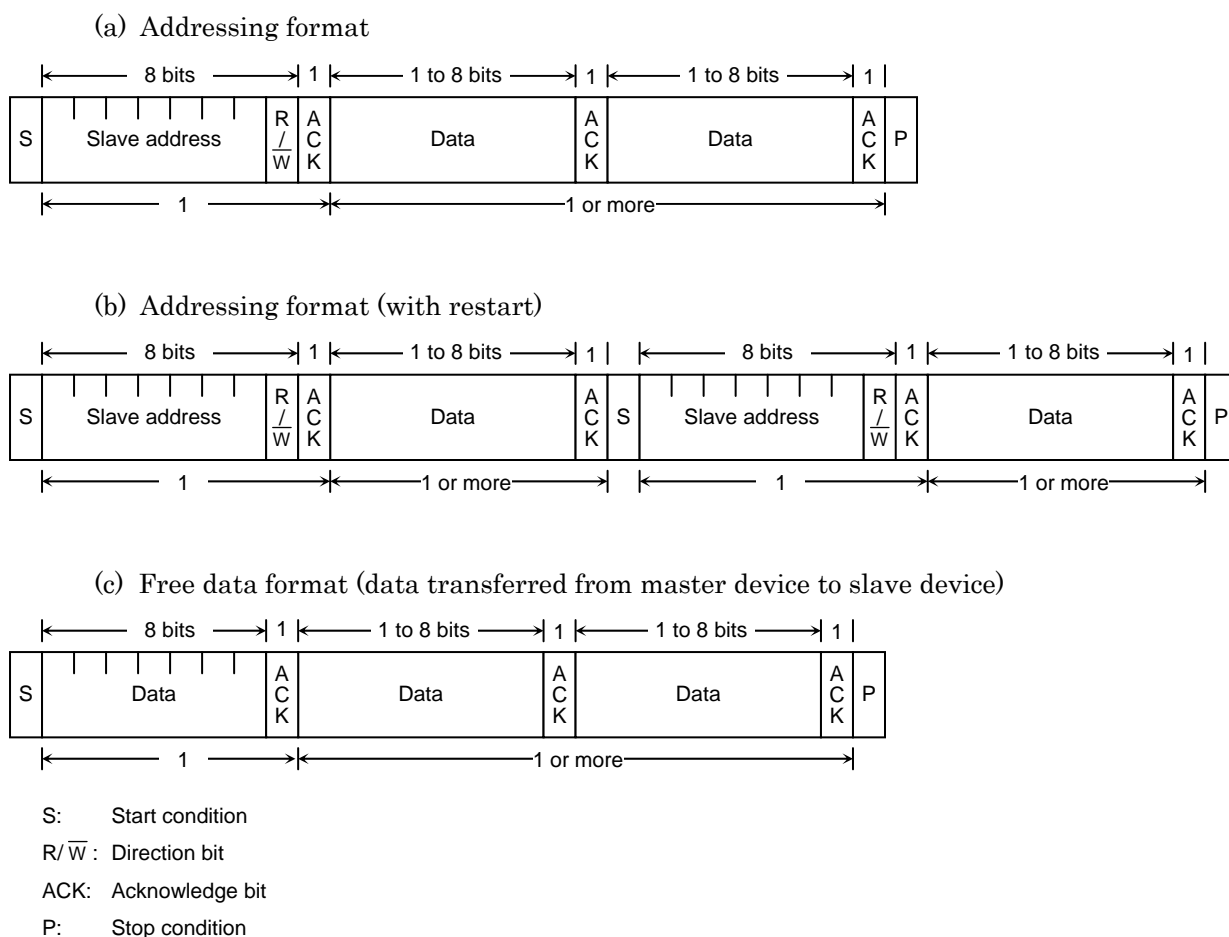 (a) Addressing format
8 bits 1 1 to 8 bits 1 1 to 8 bits 1
S Slave address R/W̅ ACK Data ACK Data ACK P
1 1 or more
(b) Addressing format (with restart)
8 bits 1 1 to 8 bits 1 8 bits 1 1 to 8 bits 1
S Slave address R/W̅ ACK Data ACK S Slave address R/W̅ ACK Data ACK P
1 1 or more 1 1 or more
(c) Free data format (data transferred from master device to slave device)
8 bits 1 1 to 8 bits 1 1 to 8 bits 1
S Data ACK Data ACK Data ACK P
1 1 or more
S: Start condition
R/W̅ : Direction bit
ACK: Acknowledge bit
P: Stop condition